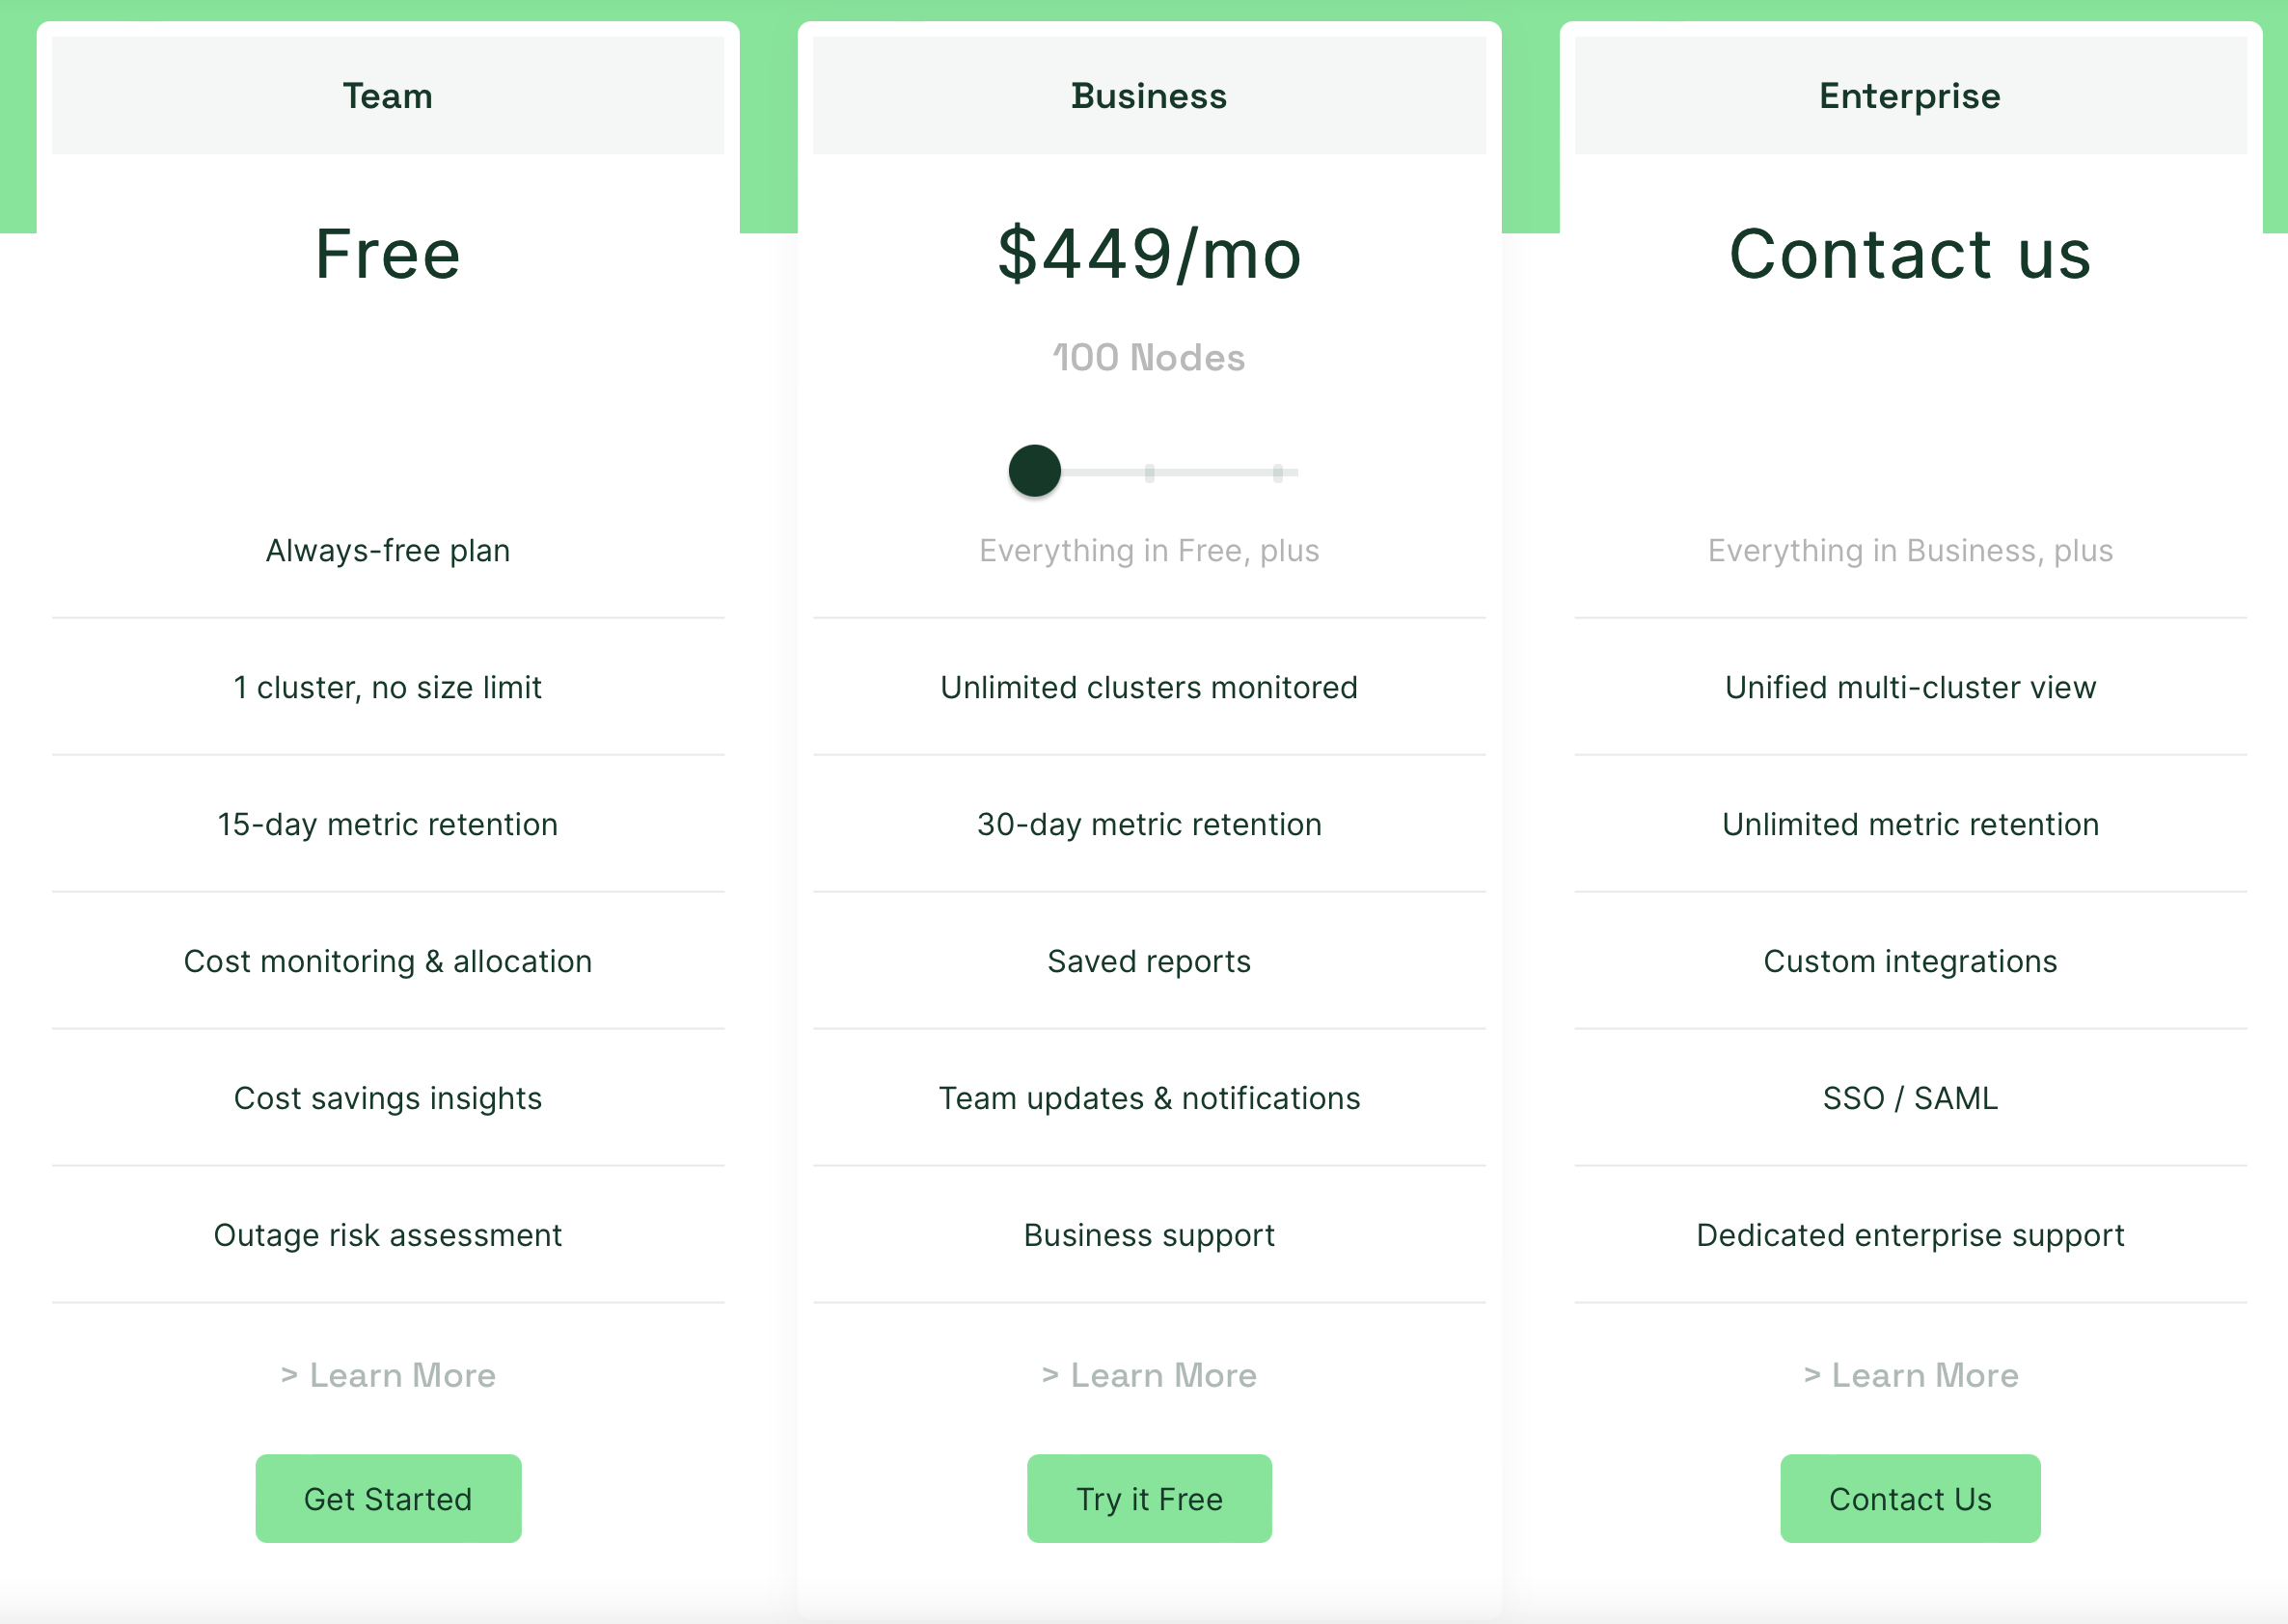 Team
Free
Always-free plan
1 cluster, no size limit
15-day metric retention
Cost monitoring & allocation
Cost savings insights
Outage risk assessment
> Learn More
Get Started
Business
$449/mo
100 Nodes
Everything in Free, plus
Unlimited clusters monitored
30-day metric retention
Saved reports
Team updates & notifications
Business support
> Learn More
Try it Free
Enterprise
Contact us
Everything in Business, plus
Unified multi-cluster view
Unlimited metric retention
Custom integrations
SSO / SAML
Dedicated enterprise support
> Learn More
Contact Us